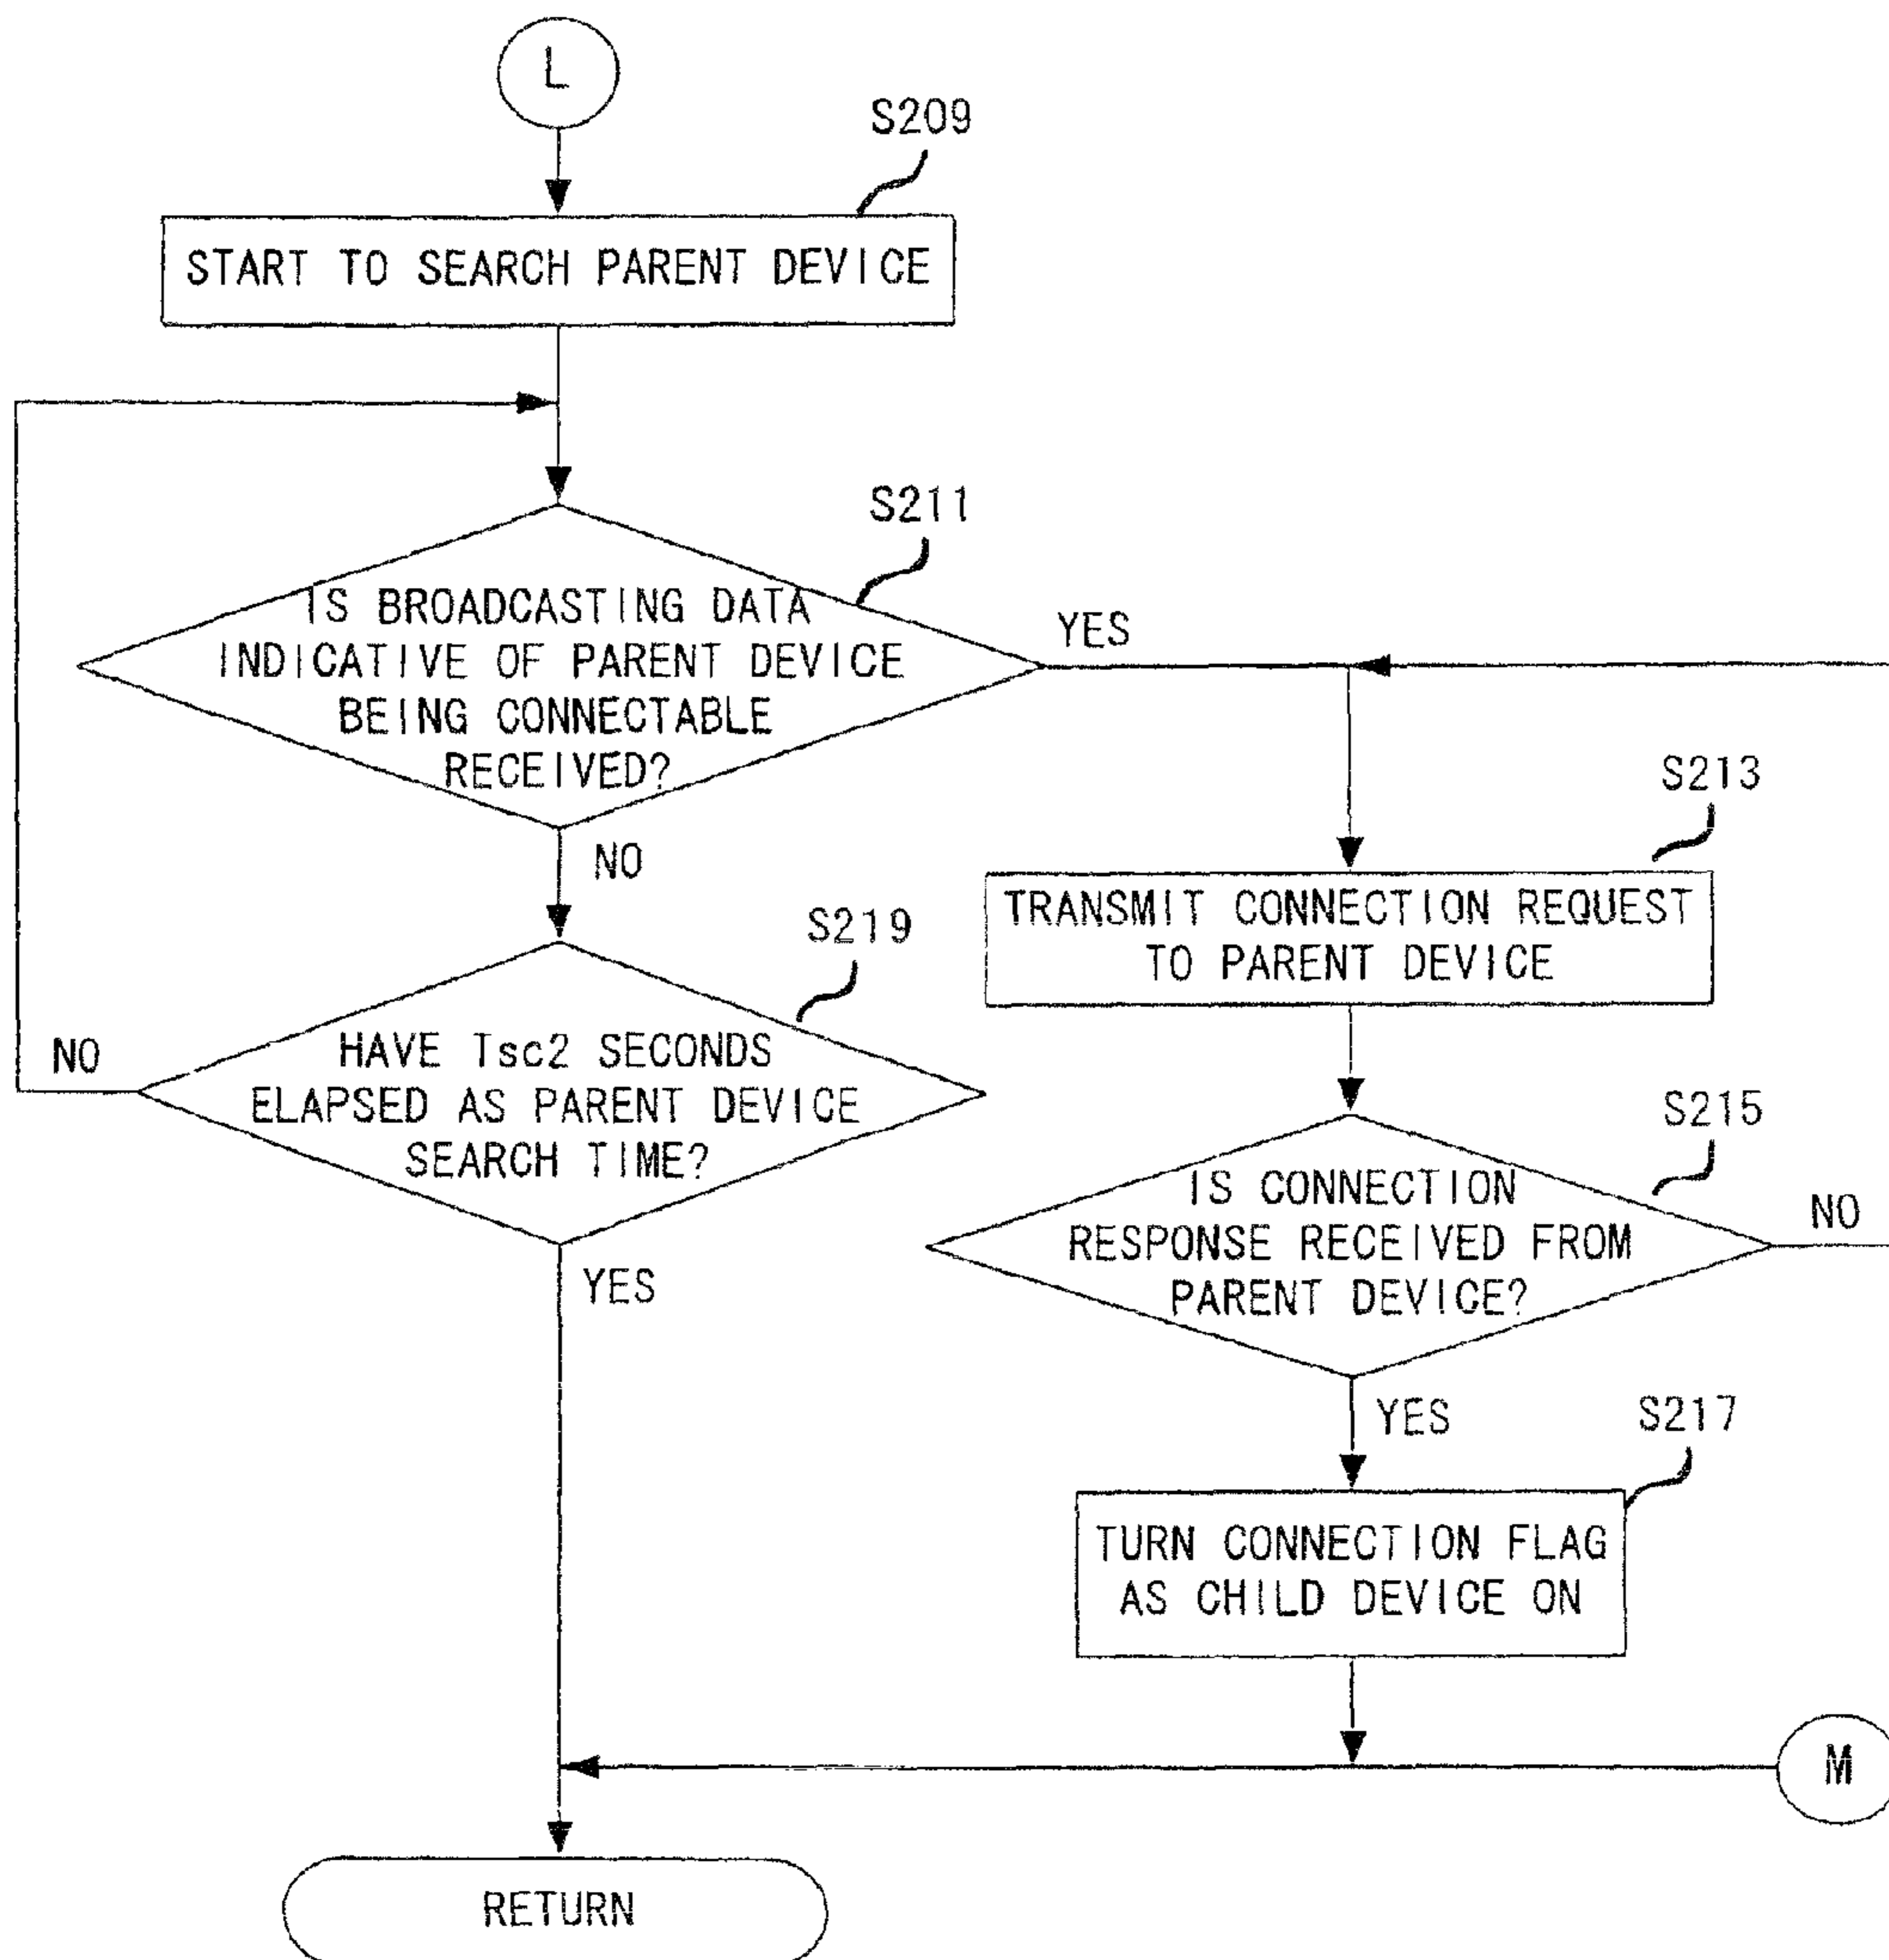 L
S209
START TO SEARCH PARENT DEVICE
S211
IS BROADCASTING DATA
INDICATIVE OF PARENT DEVICE
BEING CONNECTABLE
RECEIVED?
YES
NO
S213
TRANSMIT CONNECTION REQUEST
TO PARENT DEVICE
S219
HAVE Tsc2 SECONDS
ELAPSED AS PARENT DEVICE
SEARCH TIME?
NO
YES
S215
IS CONNECTION
RESPONSE RECEIVED FROM
PARENT DEVICE?
NO
YES
S217
TURN CONNECTION FLAG
AS CHILD DEVICE ON
M
RETURN